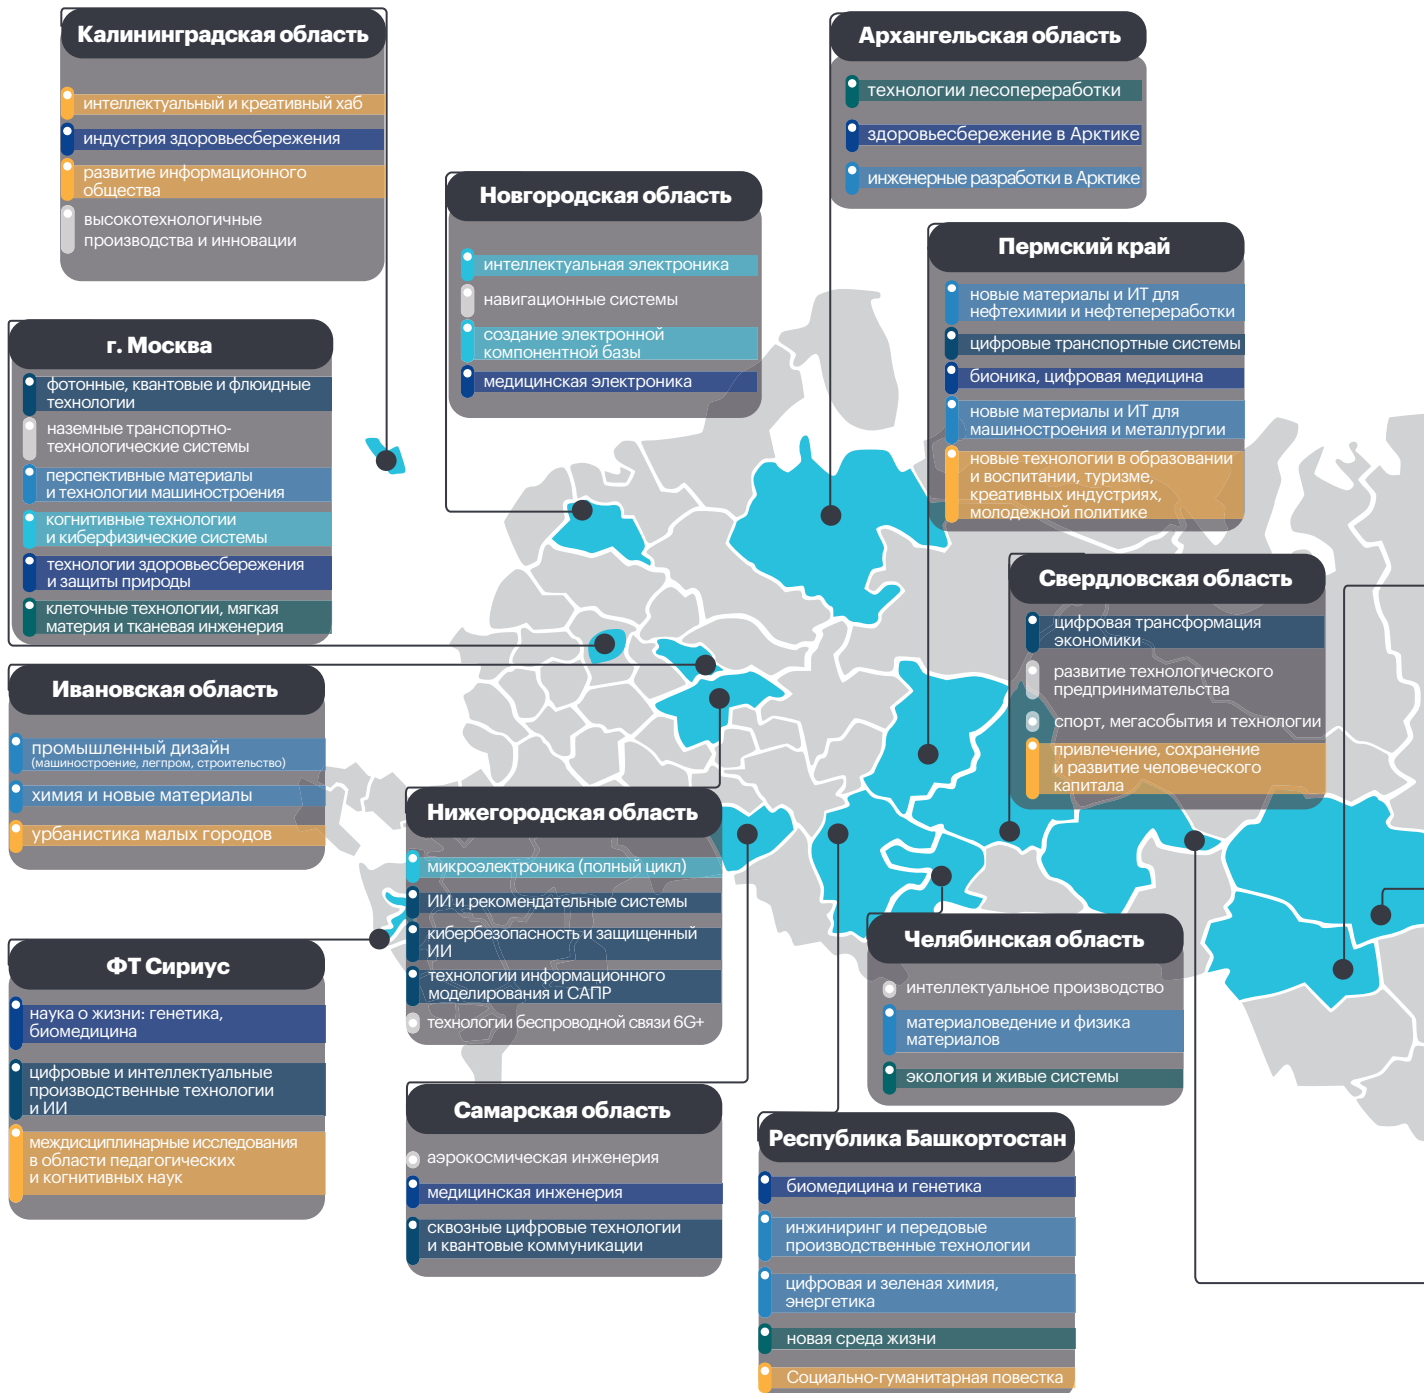 Калининградская область
интеллектуальный и креативный хаб
индустрия здоровьесбережения
развитие информационного
общества
высокотехнологичные
производства и инновации
Архангельская область
технологии лесопереработки
здоровьесбережение в Арктике
инженерные разработки в Арктике
Новгородская область
интеллектуальная электроника
навигационные системы
создание электронной
компонентной базы
медицинская электроника
Пермский край
новые материалы и ИТ для
нефтехимии и нефтепереработки
цифровые транспортные системы
бионика, цифровая медицина
новые материалы и ИТ для
машиностроения и металлургии
новые технологии в образовании
и воспитании, туризме,
креативных индустриях,
молодежной политике
г. Москва
фотонные, квантовые и флюидные
технологии
наземные транспортно-
технологические системы
перспективные материалы
и технологии машиностроения
когнитивные технологии
и киберфизические системы
технологии здоровьесбережения
и защиты природы
клеточные технологии, мягкая
материя и тканевая инженерия
Свердловская область
цифровая трансформация
экономики
развитие технологического
предпринимательства
спорт, мегасобытия и технологии
привлечение, сохранение
и развитие человеческого
капитала
Ивановская область
промышленный дизайн
(машиностроение, легпром, строительство)
химия и новые материалы
урбанистика малых городов
Нижегородская область
микроэлектроника (полный цикл)
ИИ и рекомендательные системы
кибербезопасность и защищенный
ИИ
технологии информационного
моделирования и САПР
технологии беспроводной связи 6G+
Челябинская область
интеллектуальное производство
материаловедение и физика
материалов
экология и живые системы
ФТ Сириус
наука о жизни: генетика,
биомедицина
цифровые и интеллектуальные
производственные технологии
и ИИ
междисциплинарные исследования
в области педагогических
и когнитивных наук
Самарская область
аэрокосмическая инженерия
медицинская инженерия
сквозные цифровые технологии
и квантовые коммуникации
Республика Башкортостан
биомедицина и генетика
инжиниринг и передовые
производственные технологии
цифровая и зеленая химия,
энергетика
новая среда жизни
Социально-гуманитарная повестка